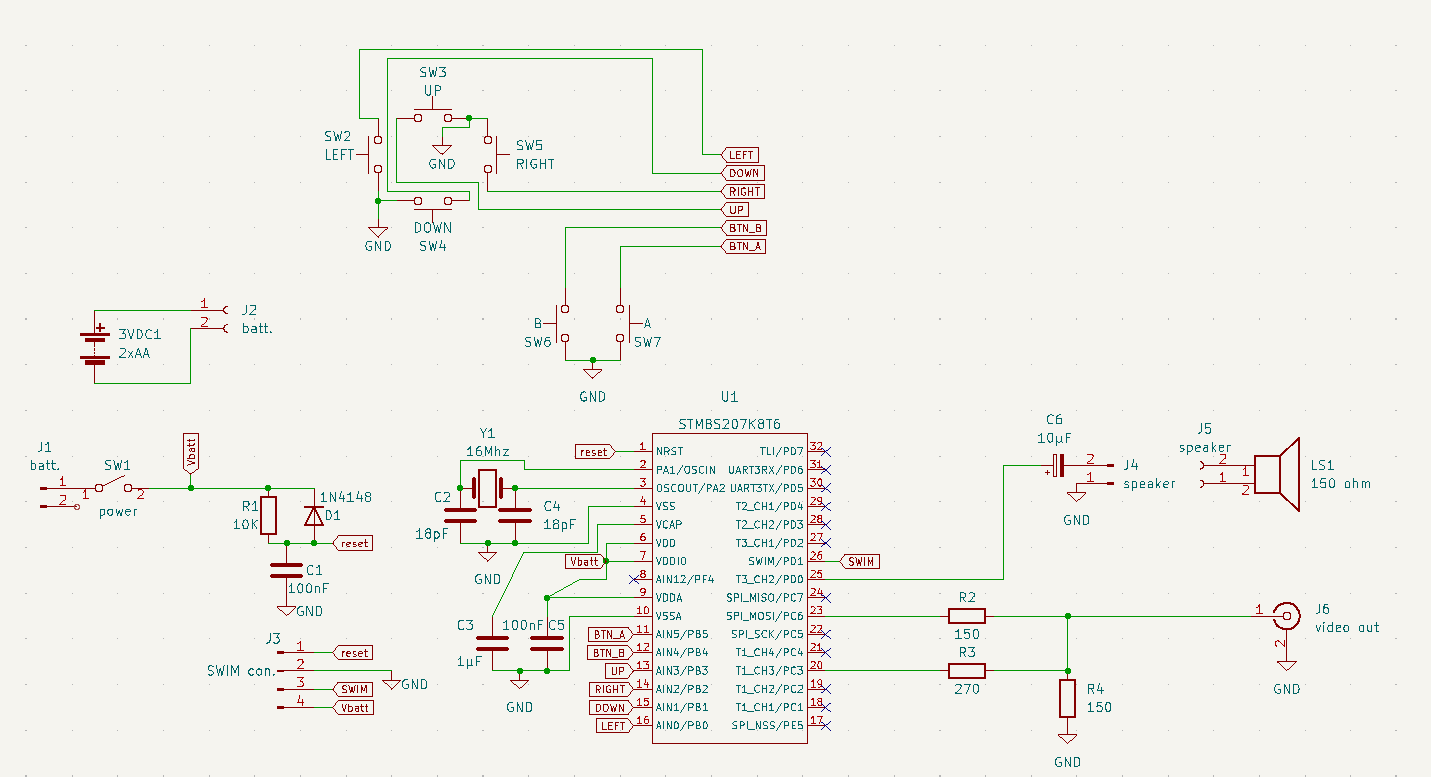 SW3
UP
SW2
LEFT
GND
SW5
RIGHT
LEFT
DOWN
RIGHT
UP
BTN_B
BTN_A
GND
DOWN
SW4
1
2
J2
batt.
+
3VDC1
2xAA
B
SW6
A
SW7
GND
U1
STMBS207K8T6
J1
batt.
1
2
SW1
1
2
power
Vbatt
R1
10K
1N4148
D1
reset
C1
100nF
GND
J3
SWIM con.
1
2
3
4
reset
GND
SWIM
Vbatt
Y1
16Mhz
C2
18pF
C4
18pF
GND
reset
Vbatt
C3
1µF
100nF
C5
GND
BTN_A
BTN_B
UP
RIGHT
DOWN
LEFT
1 NRST
2 PA1/OSCIN
3 OSCOUT/PA2
4 VSS
5 VCAP
6 VDD
7 VDDIO
8 AIN12/PF4
9 VDDA
10 VSSA
11 AIN5/PB5
12 AIN4/PB4
13 AIN3/PB3
14 AIN2/PB2
15 AIN1/PB1
16 AIN0/PB0
TLI/PD7 32
UART3RX/PD6 31
UART3TX/PD5 30
T2_CH1/PD4 29
T2_CH2/PD3 28
T3_CH1/PD2 27
SWIM/PD1 26
T3_CH2/PD0 25
SPI_MISO/PC7 24
SPI_MOSI/PC6 23
SPI_SCK/PC5 22
T1_CH4/PC4 21
T1_CH3/PC3 20
T1_CH2/PC2 19
T1_CH1/PC1 18
SPI_NSS/PE5 17
SWIM
C6
10µF
+
2
1
J4
speaker
GND
J5
speaker
2
1
1
2
LS1
150 ohm
R2
150
R3
270
R4
150
GND
1
2
J6
video out
GND